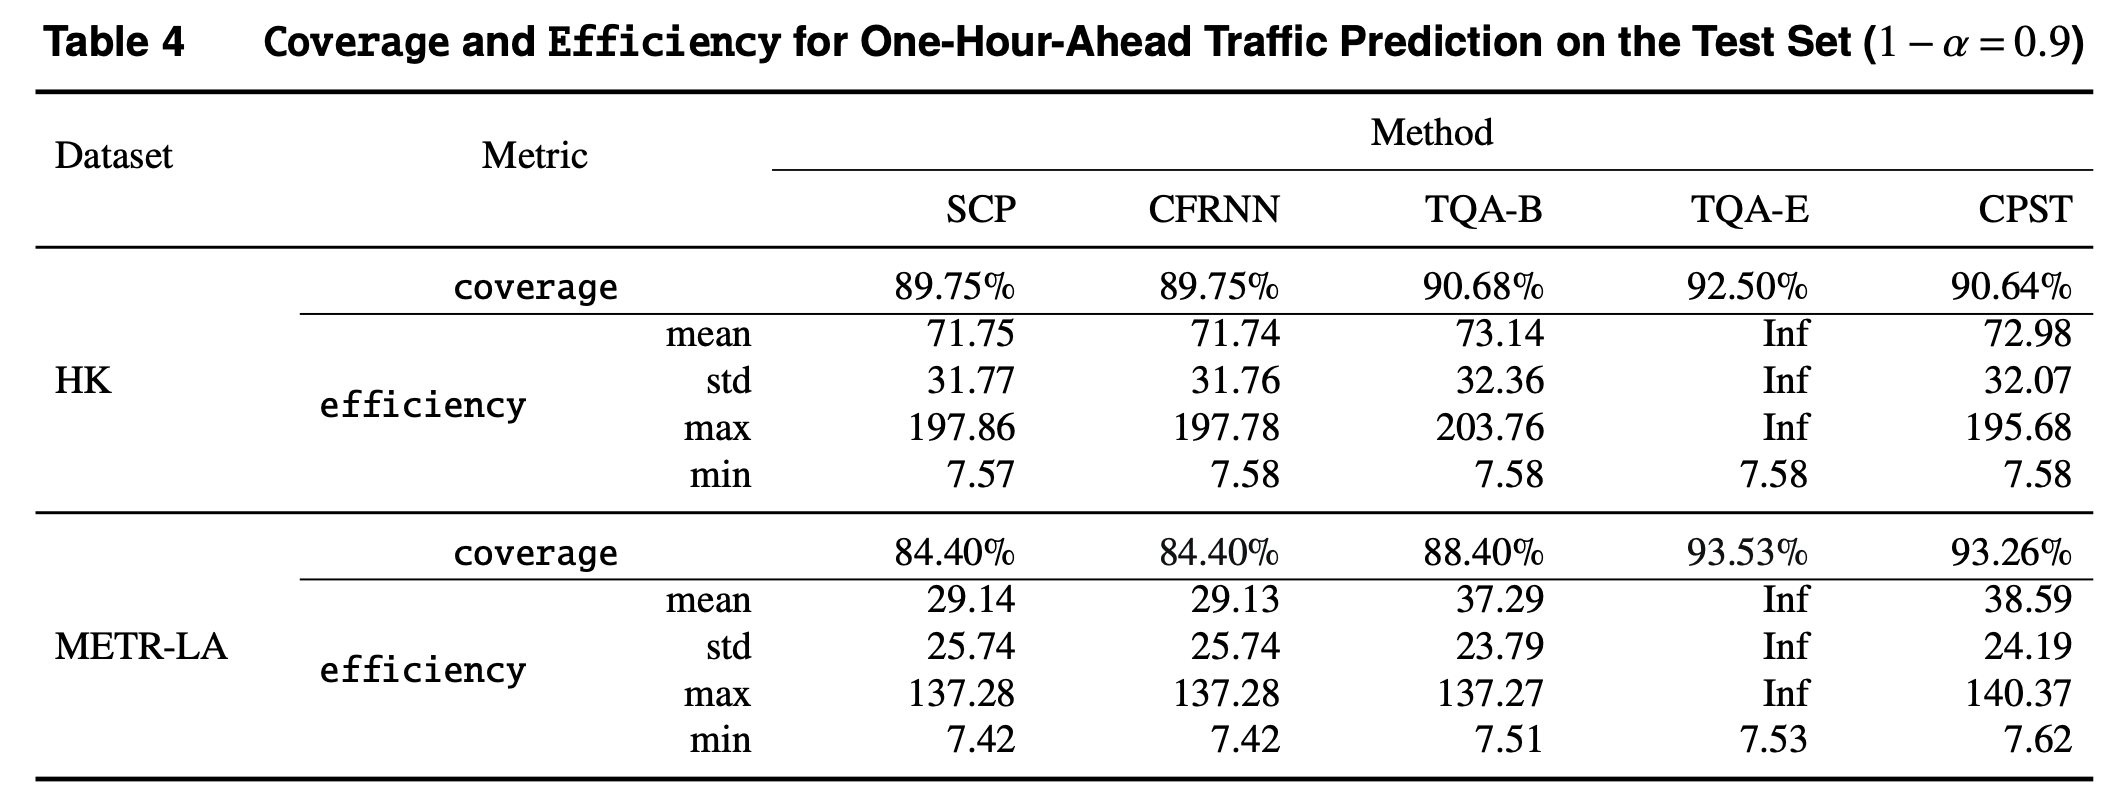 Table 4 Coverage and Efficiency for One-Hour-Ahead Traffic Prediction on the Test Set (1 − α = 0.9)
Dataset Metric Method
SCP CFRNN TQA-B TQA-E CPST
HK
coverage 89.75% 89.75% 90.68% 92.50% 90.64%
efficiency
mean 71.75 71.74 73.14 Inf 72.98
std 31.77 31.76 32.36 Inf 32.07
max 197.86 197.78 203.76 Inf 195.68
min 7.57 7.58 7.58 7.58 7.58
METR-LA
coverage 84.40% 84.40% 88.40% 93.53% 93.26%
efficiency
mean 29.14 29.13 37.29 Inf 38.59
std 25.74 25.74 23.79 Inf 24.19
max 137.28 137.28 137.27 Inf 140.37
min 7.42 7.42 7.51 7.53 7.62